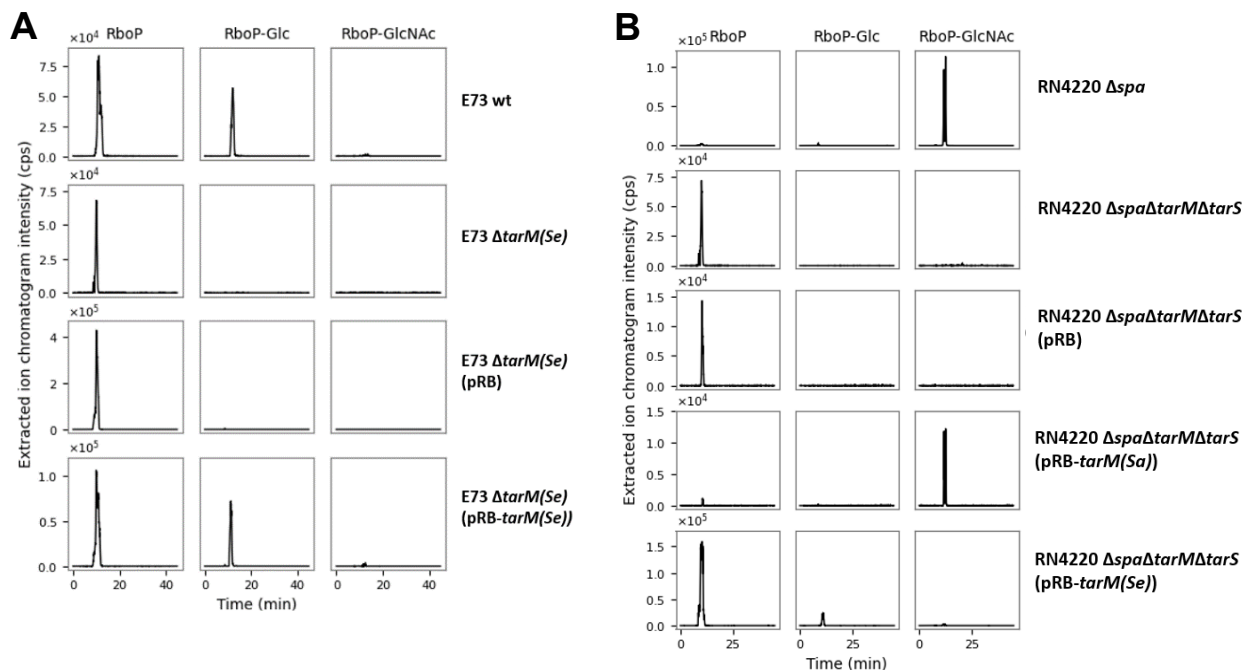 A
RboP RboP-Glc RboP-GlcNAc
×10⁴
7.5
5.0
2.5
0.0
E73 wt
×10⁴
7.5
5.0
2.5
0.0
E73 ΔtarM(Se)
×10⁵
4
2
0
E73 ΔtarM(Se)
(pRB)
×10⁵
1.0
0.5
0.0
E73 ΔtarM(Se)
(pRB-tarM(Se))
0 20 40 0 20 40 0 20 40
Time (min)
Extracted ion chromatogram intensity (cps)
B
RboP RboP-Glc RboP-GlcNAc
×10⁵
1.0
0.5
0.0
RN4220 Δspa
×10⁴
7.5
5.0
2.5
0.0
RN4220 ΔspaΔtarMΔtarS
×10⁴
1.5
1.0
0.5
0.0
RN4220 ΔspaΔtarMΔtarS
(pRB)
×10⁴
1.5
1.0
0.5
0.0
RN4220 ΔspaΔtarMΔtarS
(pRB-tarM(Sa))
×10⁵
1.5
1.0
0.5
0.0
RN4220 ΔspaΔtarMΔtarS
(pRB-tarM(Se))
0 25 0 25 0 25
Time (min)
Extracted ion chromatogram intensity (cps)